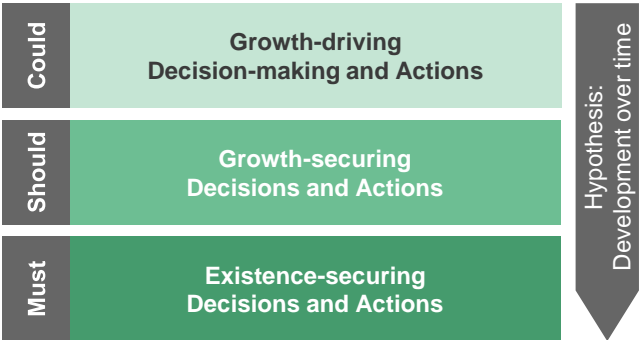 Could
Growth-driving
Decision-making and Actions
Should
Growth-securing
Decisions and Actions
Must
Existence-securing
Decisions and Actions
Hypothesis:
Development over time